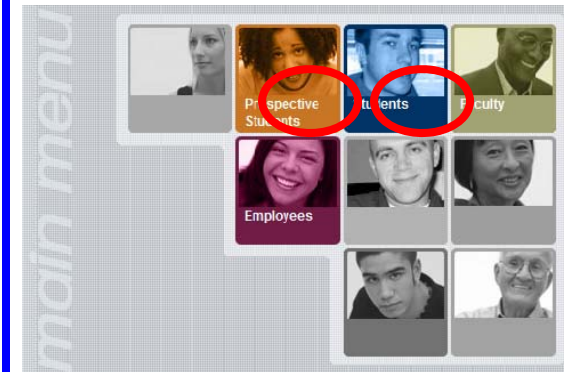 main menu
Prospective
Students
Students
Faculty
Employees